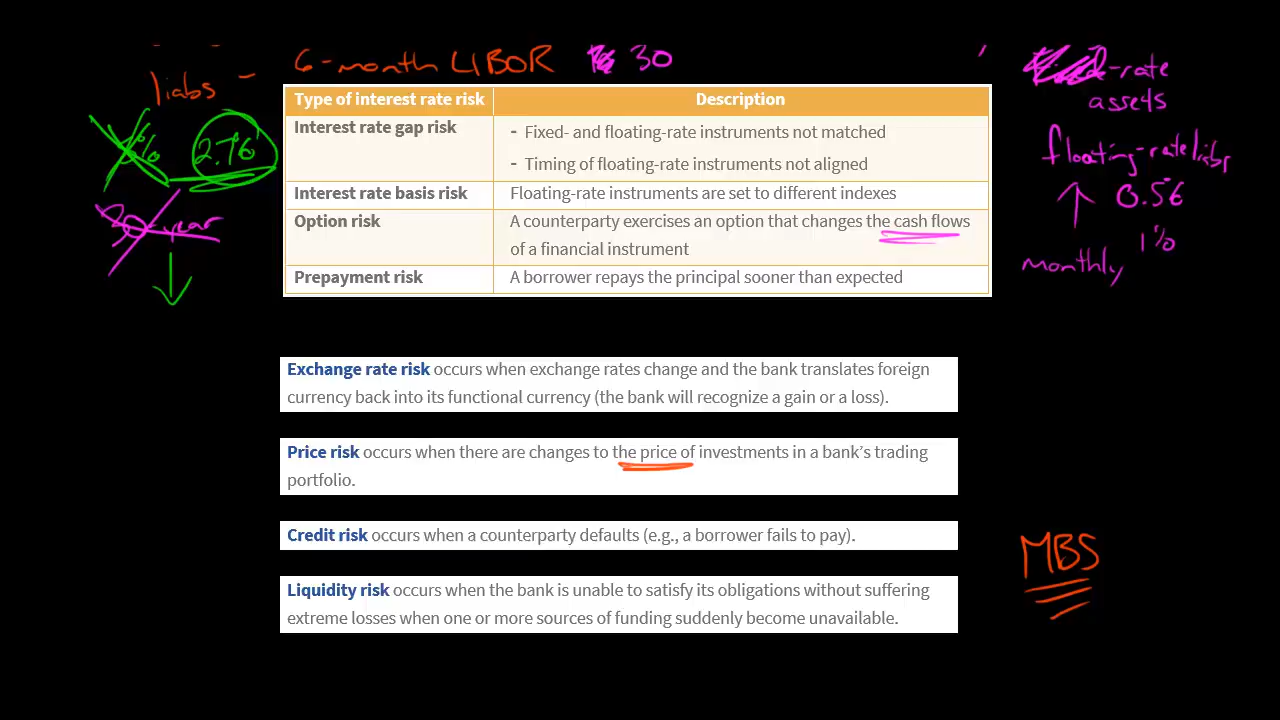 6-month LIBOR 30
liabs -
-rate
assets
2.76
floating-rate liabs
0.56
1%
monthly
30-year
Type of interest rate risk Description
Interest rate gap risk - Fixed- and floating-rate instruments not matched
- Timing of floating-rate instruments not aligned
Interest rate basis risk Floating-rate instruments are set to different indexes
Option risk A counterparty exercises an option that changes the cash flows
of a financial instrument
Prepayment risk A borrower repays the principal sooner than expected
Exchange rate risk occurs when exchange rates change and the bank translates foreign
currency back into its functional currency (the bank will recognize a gain or a loss).
Price risk occurs when there are changes to the price of investments in a bank's trading
portfolio.
Credit risk occurs when a counterparty defaults (e.g., a borrower fails to pay).
Liquidity risk occurs when the bank is unable to satisfy its obligations without suffering
extreme losses when one or more sources of funding suddenly become unavailable.
MBS